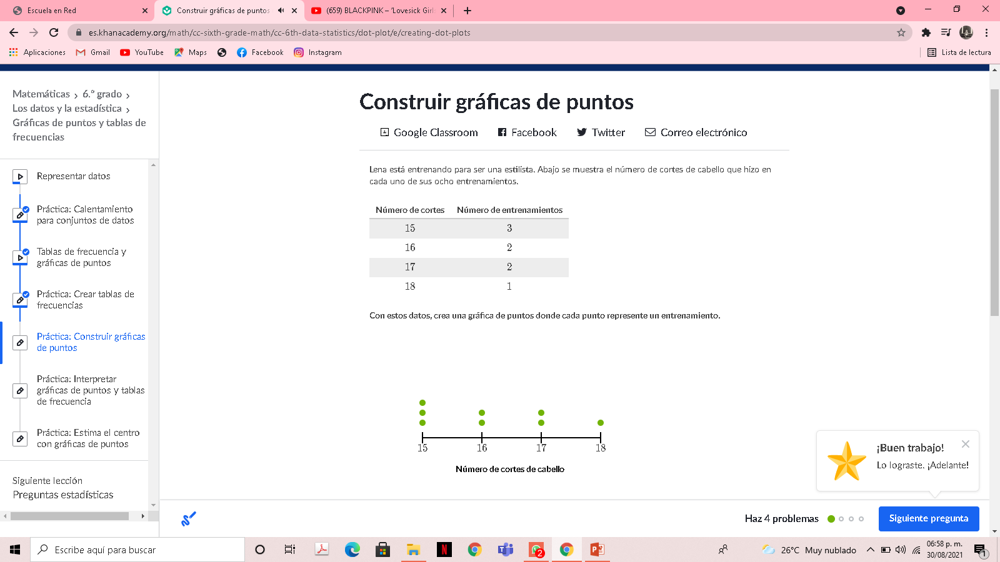 Escuela en Red
Construir gráficas de puntos
(659) BLACKPINK – 'Lovesick Girl
es.khanacademy.org/math/cc-sixth-grade-math/cc-6th-data-statistics/dot-plot/e/creating-dot-plots
Aplicaciones Gmail YouTube Maps Facebook Instagram Lista de lectura
Matemáticas > 6.º grado >
Los datos y la estadística >
Gráficas de puntos y tablas de
frecuencias
Representar datos
Práctica: Calentamiento
para conjuntos de datos
Tablas de frecuencia y
gráficas de puntos
Práctica: Crear tablas de
frecuencias
Práctica: Construir gráficas
de puntos
Práctica: Interpretar
gráficas de puntos y tablas
de frecuencia
Práctica: Estima el centro
con gráficas de puntos
Siguiente lección
Preguntas estadísticas
Construir gráficas de puntos
Google Classroom Facebook Twitter Correo electrónico
Lena está entrenando para ser una estilista. Abajo se muestra el número de cortes de cabello que hizo en
cada uno de sus ocho entrenamientos.
Número de cortes Número de entrenamientos
15 3
16 2
17 2
18 1
Con estos datos, crea una gráfica de puntos donde cada punto represente un entrenamiento.
15 16 17 18
Número de cortes de cabello
¡Buen trabajo!
Lo lograste. ¡Adelante!
Haz 4 problemas
Siguiente pregunta
Escribe aquí para buscar
2
26°C Muy nublado
06:58 p. m.
30/08/2021
1